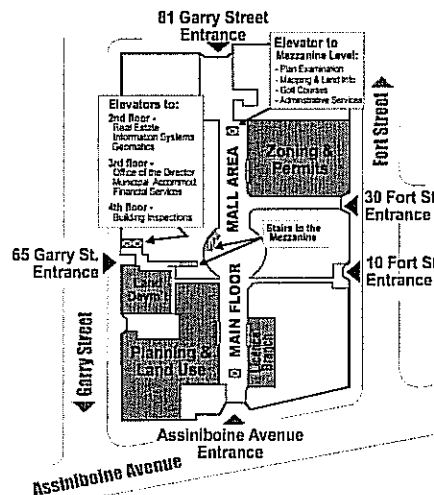 81 Garry Street
Entrance
Elevator to
Mezzanine Level:
- Plan Examination
- Mapping & Land Info
- Golf Courses
- Administrative Services
Elevators to:
2nd floor -
Real Estate
Information Systems
Geomatics
3rd floor -
Office of the Director
Municipal Accommod.
Financial Services
4th floor -
Building Inspections
Zoning &
Permits
Fort Street
MALL AREA
30 Fort St
Entrance
Stairs to the
Mezzanine
65 Garry St.
Entrance
10 Fort St
Entrance
Land
Devmt
MAIN FLOOR
Planning &
Land Use
Licence
Branch
Garry Street
Assiniboine Avenue
Entrance
Assiniboine Avenue